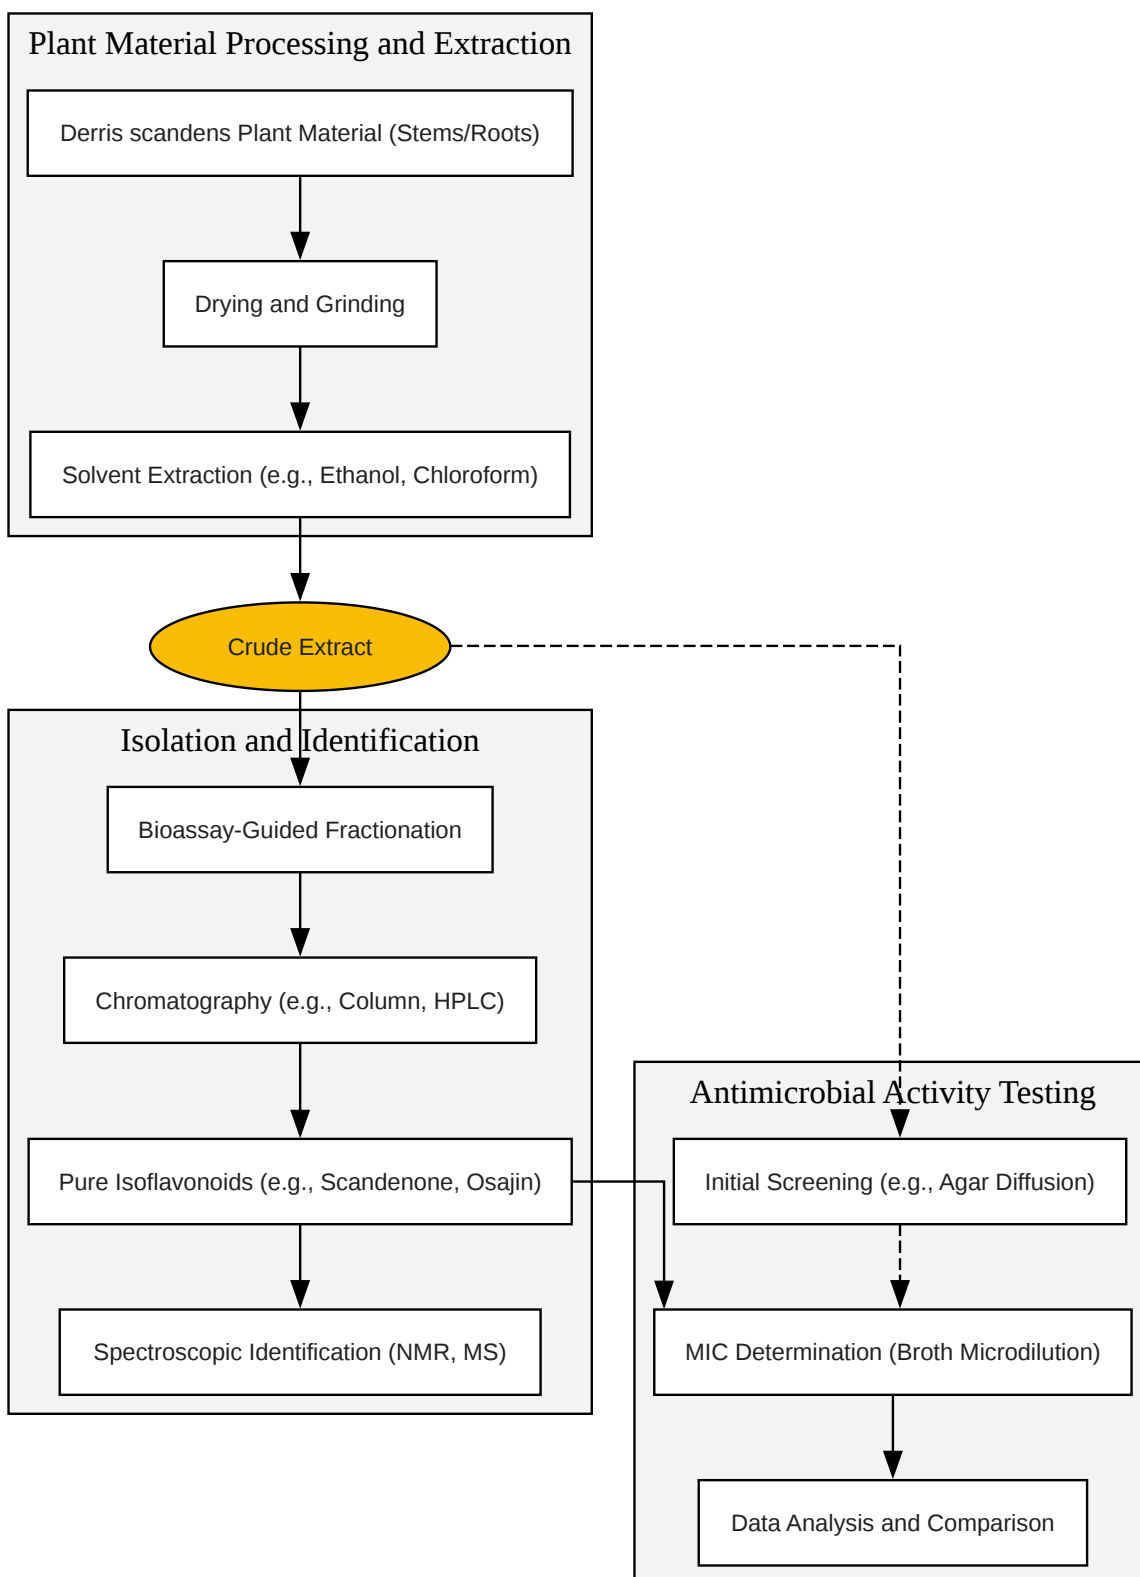 Plant Material Processing and Extraction
Derris scandens Plant Material (Stems/Roots)
Drying and Grinding
Solvent Extraction (e.g., Ethanol, Chloroform)
Crude Extract
Isolation and Identification
Bioassay-Guided Fractionation
Chromatography (e.g., Column, HPLC)
Pure Isoflavonoids (e.g., Scandenone, Osajin)
Spectroscopic Identification (NMR, MS)
Antimicrobial Activity Testing
Initial Screening (e.g., Agar Diffusion)
MIC Determination (Broth Microdilution)
Data Analysis and Comparison